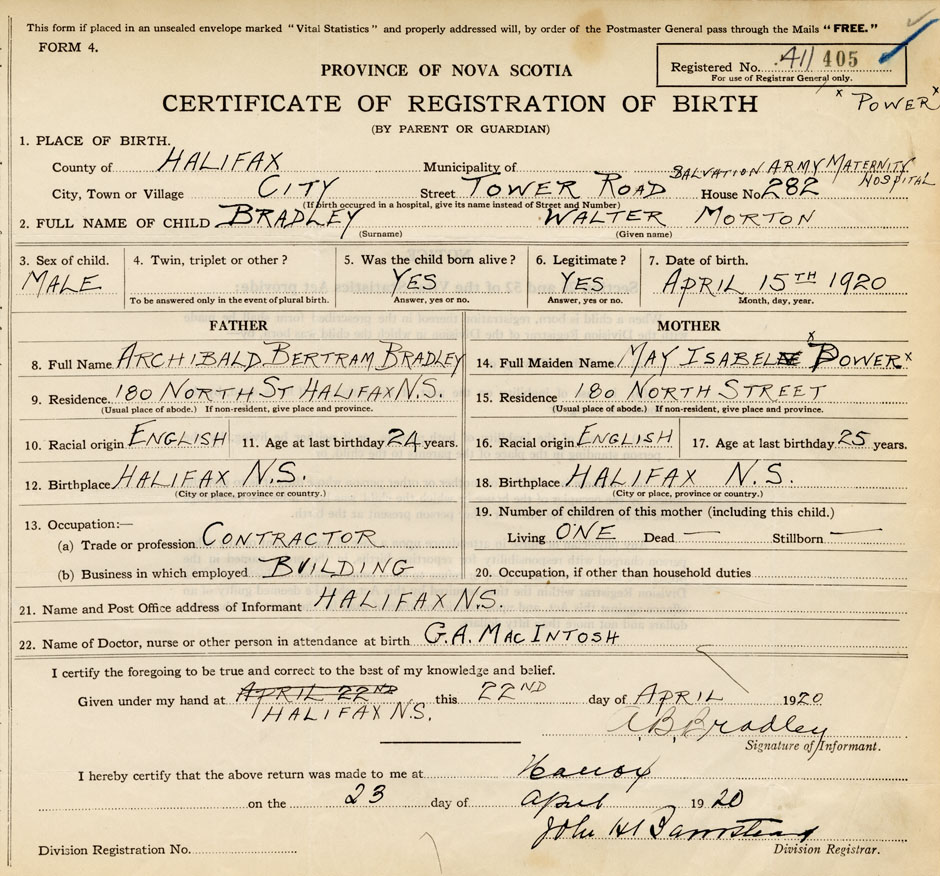 This form if placed in an unsealed envelope marked "Vital Statistics" and properly addressed will, by order of the Postmaster General pass through the Mails "FREE."
FORM 4.
Registered No. A11 405
For use of Registrar General only.
PROVINCE OF NOVA SCOTIA
CERTIFICATE OF REGISTRATION OF BIRTH
x POWER x
(BY PARENT OR GUARDIAN)
1. PLACE OF BIRTH.
County of HALIFAX Municipality of SALVATION ARMY MATERNITY HOSPITAL
City, Town or Village CITY Street TOWER ROAD House No. 282
(If birth occurred in a hospital, give its name instead of Street and Number)
2. FULL NAME OF CHILD BRADLEY WALTER MORTON
(Surname) (Given name)
3. Sex of child. 4. Twin, triplet or other? 5. Was the child born alive? 6. Legitimate? 7. Date of birth.
MALE YES YES APRIL 15TH 1920
To be answered only in the event of plural birth. Answer, yes or no. Answer, yes or no. Month, day, year.
FATHER MOTHER
8. Full Name ARCHIBALD BERTRAM BRADLEY
14. Full Maiden Name MAY ISABEL x POWER x
9. Residence. 180 NORTH ST HALIFAX N.S.
(Usual place of abode.) If non-resident, give place and province.
15. Residence 180 NORTH STREET
(Usual place of abode.) If non-resident, give place and province.
10. Racial origin ENGLISH 11. Age at last birthday 24 years.
16. Racial origin ENGLISH 17. Age at last birthday 25 years.
12. Birthplace HALIFAX N.S.
(City or place, province or country.)
18. Birthplace HALIFAX N.S.
(City or place, province or country.)
13. Occupation:—
(a) Trade or profession CONTRACTOR
(b) Business in which employed BUILDING
19. Number of children of this mother (including this child.)
Living ONE Dead — Stillborn —
20. Occupation, if other than household duties
21. Name and Post Office address of Informant HALIFAX N.S.
22. Name of Doctor, nurse or other person in attendance at birth G.A. MACINTOSH
I certify the foregoing to be true and correct to the best of my knowledge and belief.
Given under my hand at APRIL 22ND this 22ND day of APRIL 1920
HALIFAX N.S.
A.B. Bradley
Signature of Informant.
I hereby certify that the above return was made to me at
on the 23 day of April 1920
John H
Division Registration No. Division Registrar.